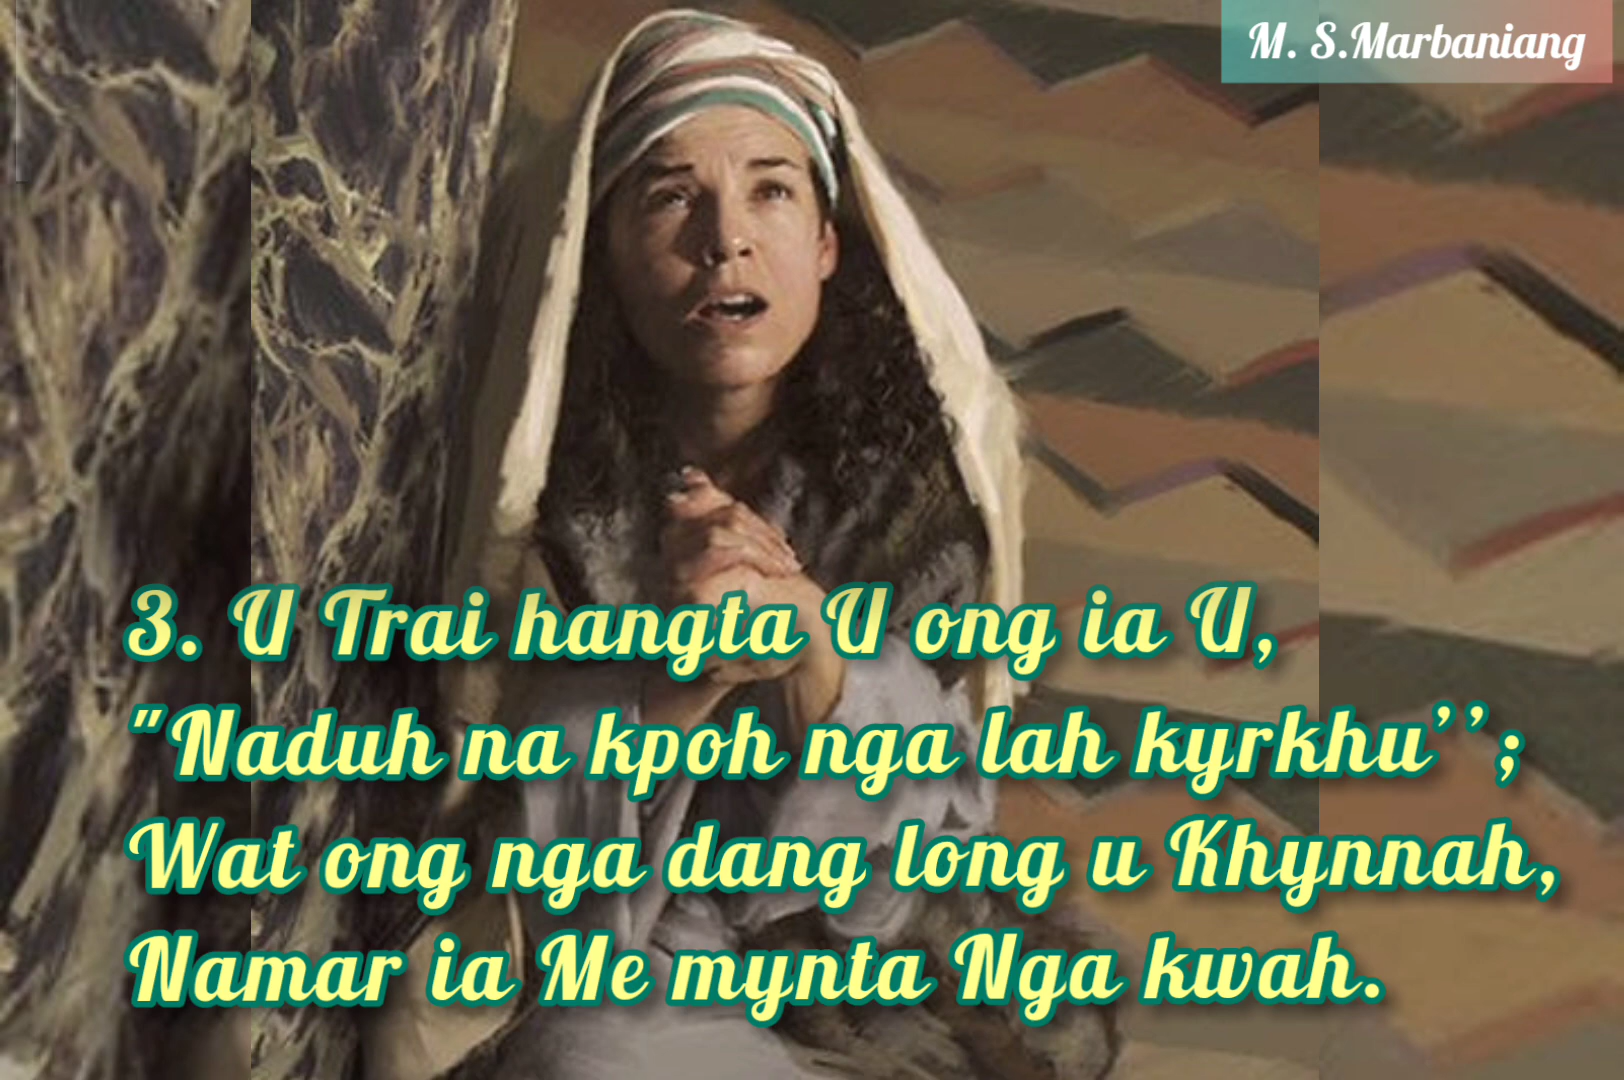 M. S.Marbaniang
3. U Trai hangta U ong ia U,
"Naduh na kpoh nga lah kyrkhu’’;
Wat ong nga dang long u Khynnah,
Namar ia Me mynta Nga kwah.